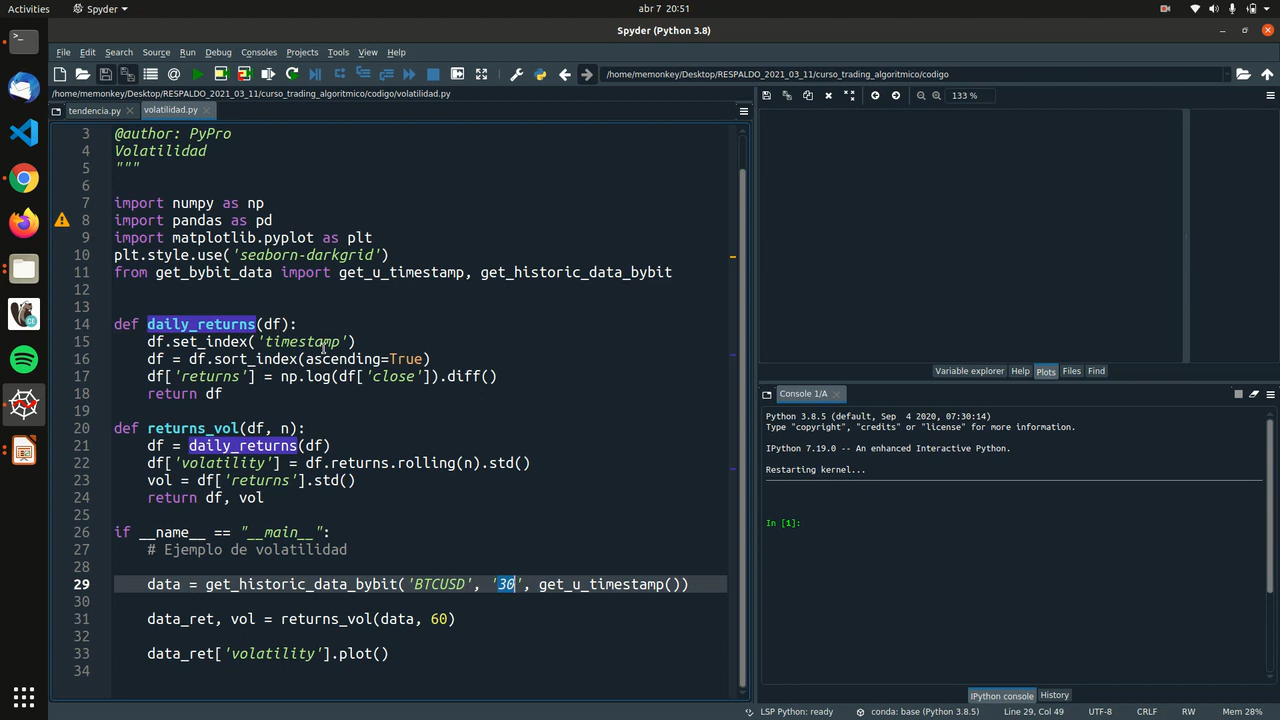 Activities
Spyder
abr 7 20:51
Spyder (Python 3.8)
File Edit Search Source Run Debug Consoles Projects Tools View Help
/home/memonkey/Desktop/RESPALDO_2021_03_11/curso_trading_algoritmico/codigo
/home/memonkey/Desktop/RESPALDO_2021_03_11/curso_trading_algoritmico/codigo/volatilidad.py
tendencia.py
volatilidad.py
133 %
3 @author: PyPro
4 Volatilidad
5 """
6
7 import numpy as np
8 import pandas as pd
9 import matplotlib.pyplot as plt
10 plt.style.use('seaborn-darkgrid')
11 from get_bybit_data import get_u_timestamp, get_historic_data_bybit
12
13
14 def daily_returns(df):
15 df.set_index('timestamp')
16 df = df.sort_index(ascending=True)
17 df['returns'] = np.log(df['close']).diff()
18 return df
19
20 def returns_vol(df, n):
21 df = daily_returns(df)
22 df['volatility'] = df.returns.rolling(n).std()
23 vol = df['returns'].std()
24 return df, vol
25
26 if __name__ == "__main__":
27 # Ejemplo de volatilidad
28
29 data = get_historic_data_bybit('BTCUSD', '30', get_u_timestamp())
30
31 data_ret, vol = returns_vol(data, 60)
32
33 data_ret['volatility'].plot()
34
Variable explorer Help Plots Files Find
Console 1/A
Python 3.8.5 (default, Sep 4 2020, 07:30:14)
Type "copyright", "credits" or "license" for more information.
IPython 7.19.0 -- An enhanced Interactive Python.
Restarting kernel...
In [1]:
IPython console History
LSP Python: ready
conda: base (Python 3.8.5)
Line 29, Col 49
UTF-8
CRLF
RW
Mem 28%